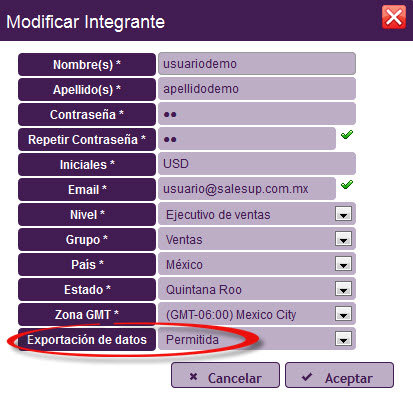 Modificar Integrante
Nombre(s) * usuariodemo
Apellido(s) * apellidodemo
Contraseña * ●●
Repetir Contraseña * ●●
Iniciales * USD
Email * usuario@salesup.com.mx
Nivel * Ejecutivo de ventas
Grupo * Ventas
País * México
Estado * Quintana Roo
Zona GMT * (GMT-06:00) Mexico City
Exportación de datos Permitida
Cancelar Aceptar